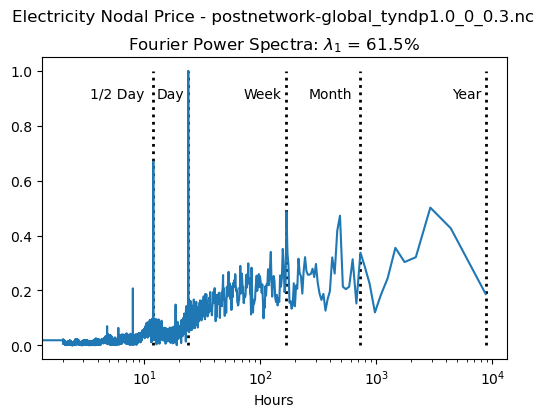 Electricity Nodal Price - postnetwork-global_tyndp1.0_0_0.3.nc
Fourier Power Spectra: λ₁ = 61.5%
1.0
1/2 Day Day Week Month Year
0.8
0.6
0.4
0.2
0.0
10¹ 10² 10³ 10⁴
Hours